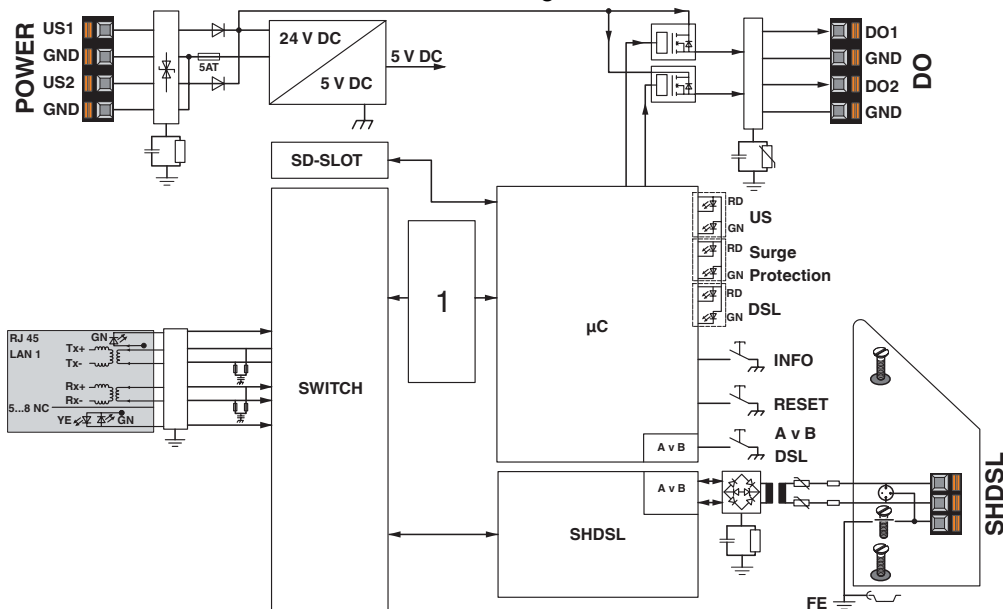 POWER
US1
GND
US2
GND
5AT
24 V DC
5 V DC
5 V DC
DO1
GND
DO2
GND
DO
SD-SLOT
SWITCH
1
µC
RD
GN
US
RD
GN
Surge
Protection
RD
GN
DSL
INFO
RESET
A v B
A v B
DSL
RJ 45
LAN 1
GN
Tx+
Tx-
Rx+
Rx-
5...8 NC
YE
GN
A v B
SHDSL
SHDSL
FE